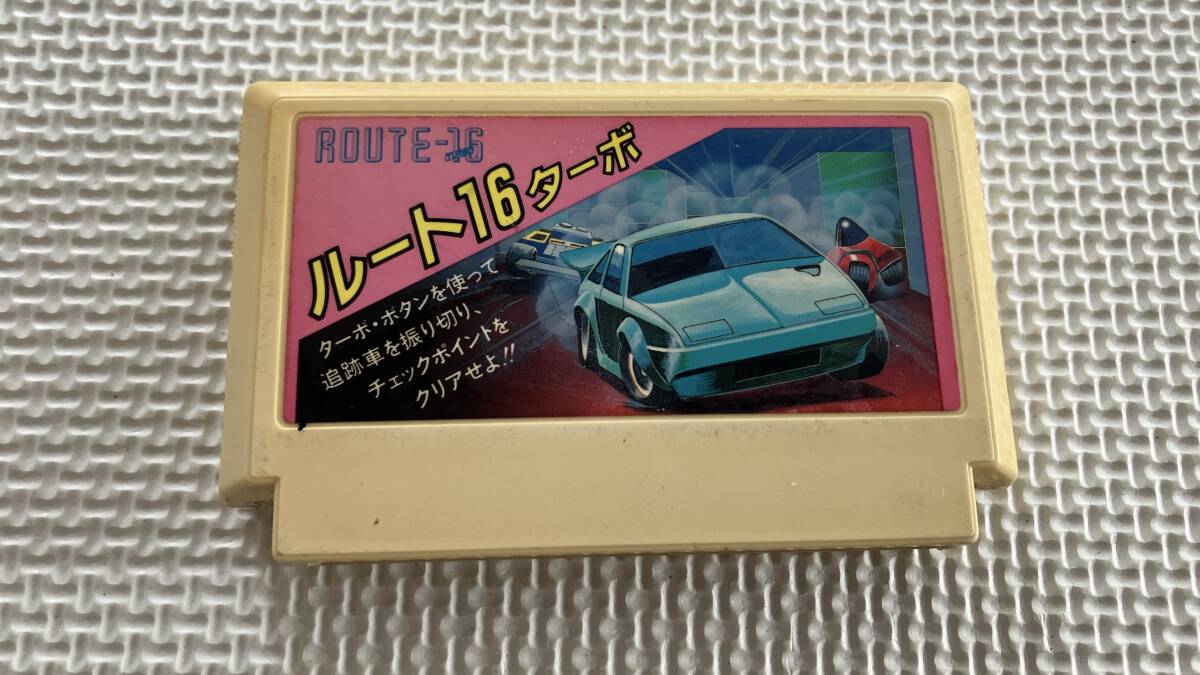 ROUTE-16
turbo
ルート16ターボ
ターボ・ボタンを使って
追跡車を振り切り、
チェックポイントを
クリアせよ!!